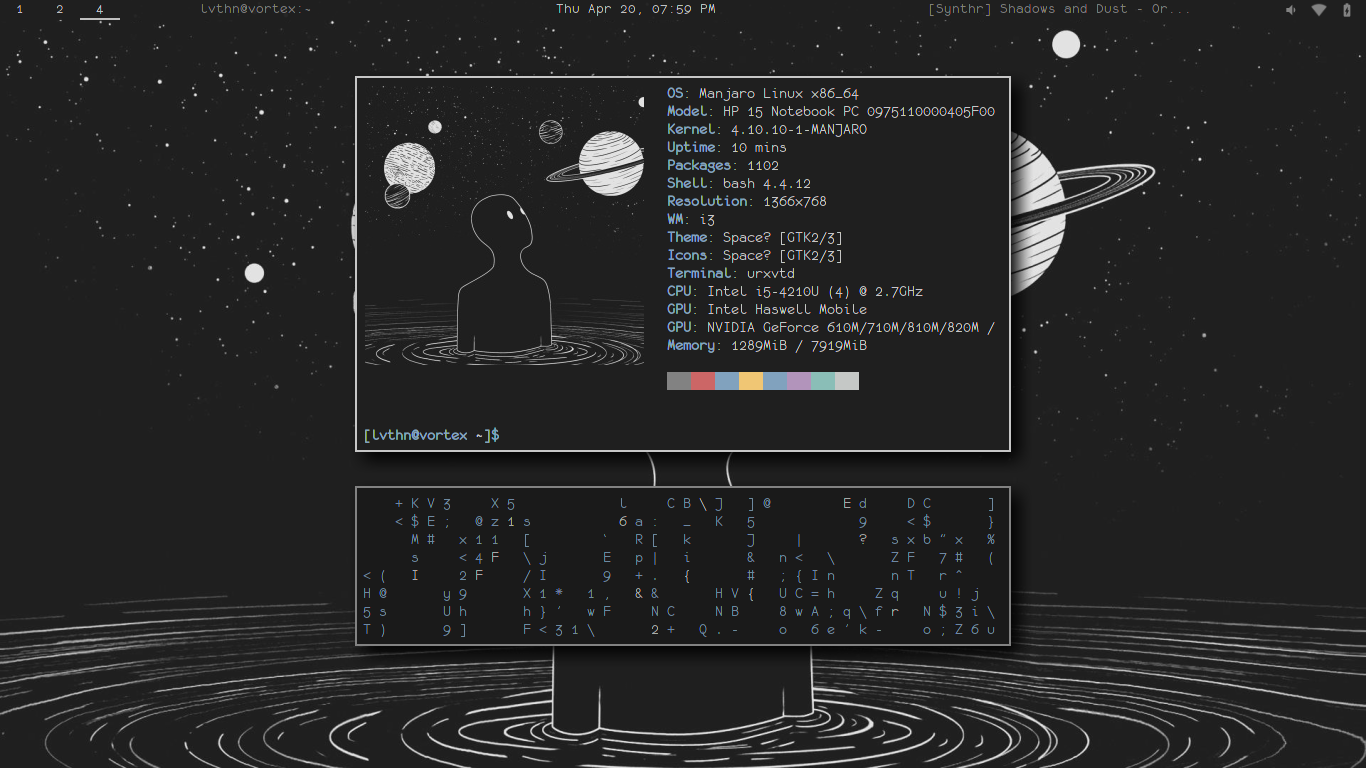 1 2 4 lvthn@vortex:~ Thu Apr 20, 07:59 PM [Synthr] Shadows and Dust - Or...
OS: Manjaro Linux x86_64
Model: HP 15 Notebook PC 0975110000405F00
Kernel: 4.10.10-1-MANJARO
Uptime: 10 mins
Packages: 1102
Shell: bash 4.4.12
Resolution: 1366x768
WM: i3
Theme: Space? [GTK2/3]
Icons: Space? [GTK2/3]
Terminal: urxvtd
CPU: Intel i5-4210U (4) @ 2.7GHz
GPU: Intel Haswell Mobile
GPU: NVIDIA GeForce 610M/710M/810M/820M /
Memory: 1289MiB / 7919MiB
[lvthn@vortex ~]$
+ K V 3 X 5 l C B \ J ] @ E d D C ]
< $ E ; @ z 1 s 6 a : _ K 5 9 < $ }
M # x 1 1 [ ` R [ k J | ? s x b " x %
s < 4 F \ j E p | i & n < \ Z F 7 # (
< ( I 2 F / I 9 + . { # ; { I n n T r ^
H @ y 9 X 1 * 1 , & & H V { U C = h Z q u ! j
5 s U h h } ' w F N C N B 8 w A ; q \ f r N $ 3 i \
T ) 9 ] F < 3 1 \ 2 + Q . - o 6 e ' k - o ; Z 6 u